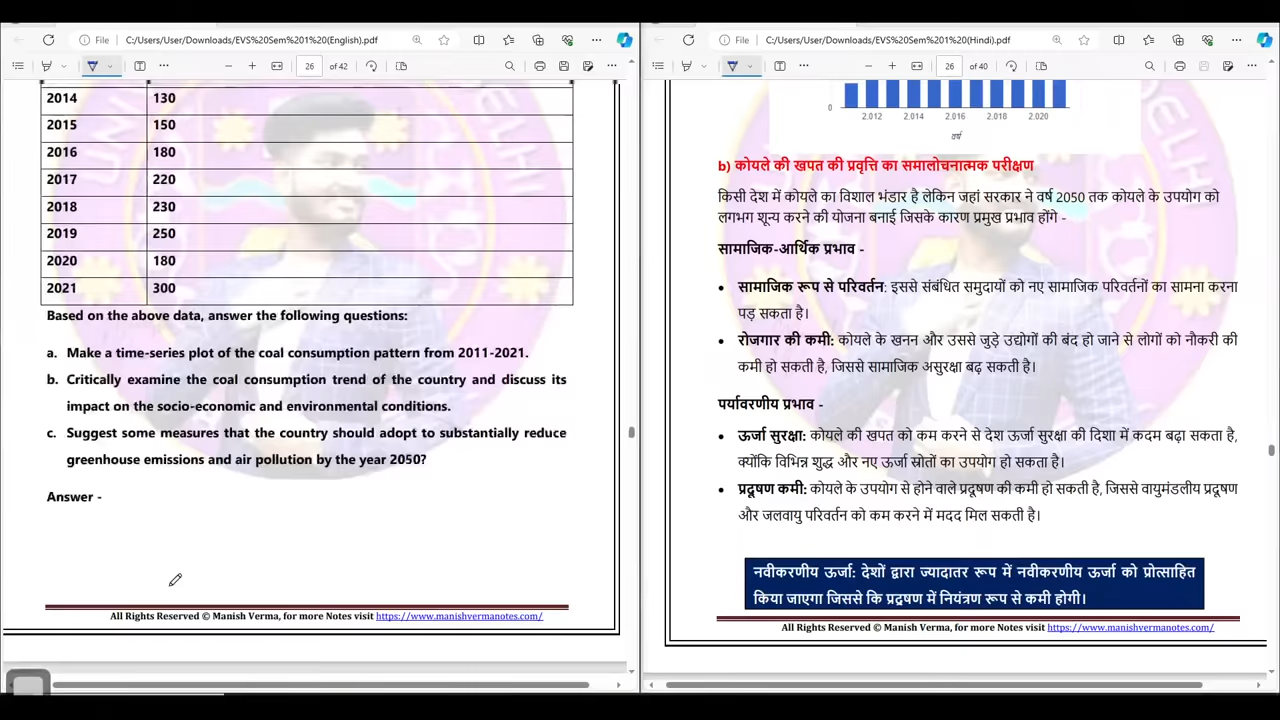 File C:/Users/User/Downloads/EVS%20Sem%201%20(English).pdf
26 of 42
2014 130
2015 150
2016 180
2017 220
2018 230
2019 250
2020 180
2021 300
Based on the above data, answer the following questions:
a. Make a time-series plot of the coal consumption pattern from 2011-2021.
b. Critically examine the coal consumption trend of the country and discuss its
impact on the socio-economic and environmental conditions.
c. Suggest some measures that the country should adopt to substantially reduce
greenhouse emissions and air pollution by the year 2050?
Answer -
All Rights Reserved © Manish Verma, for more Notes visit https://www.manishvermanotes.com/
File C:/Users/User/Downloads/EVS%20Sem%201%20(Hindi).pdf
26 of 40
0
2.012 2.014 2.016 2.018 2.020
वर्ष
b) कोयले की खपत की प्रवृत्ति का समालोचनात्मक परीक्षण
किसी देश में कोयले का विशाल भंडार है लेकिन जहां सरकार ने वर्ष 2050 तक कोयले के उपयोग को
लगभग शून्य करने की योजना बनाई जिसके कारण प्रमुख प्रभाव होंगे -
सामाजिक-आर्थिक प्रभाव -
• सामाजिक रूप से परिवर्तन: इससे संबंधित समुदायों को नए सामाजिक परिवर्तनों का सामना करना
पड़ सकता है।
• रोजगार की कमी: कोयले के खनन और उससे जुड़े उद्योगों की बंद हो जाने से लोगों को नौकरी की
कमी हो सकती है, जिससे सामाजिक असुरक्षा बढ़ सकती है।
पर्यावरणीय प्रभाव -
• ऊर्जा सुरक्षा: कोयले की खपत को कम करने से देश ऊर्जा सुरक्षा की दिशा में कदम बढ़ा सकता है,
क्योंकि विभिन्न शुद्ध और नए ऊर्जा स्रोतों का उपयोग हो सकता है।
• प्रदूषण कमी: कोयले के उपयोग से होने वाले प्रदूषण की कमी हो सकती है, जिससे वायुमंडलीय प्रदूषण
और जलवायु परिवर्तन को कम करने में मदद मिल सकती है।
नवीकरणीय ऊर्जा: देशों द्वारा ज्यादातर रूप में नवीकरणीय ऊर्जा को प्रोत्साहित
किया जाएगा जिससे कि प्रदूषण में नियंत्रण रूप से कमी होगी।
All Rights Reserved © Manish Verma, for more Notes visit https://www.manishvermanotes.com/